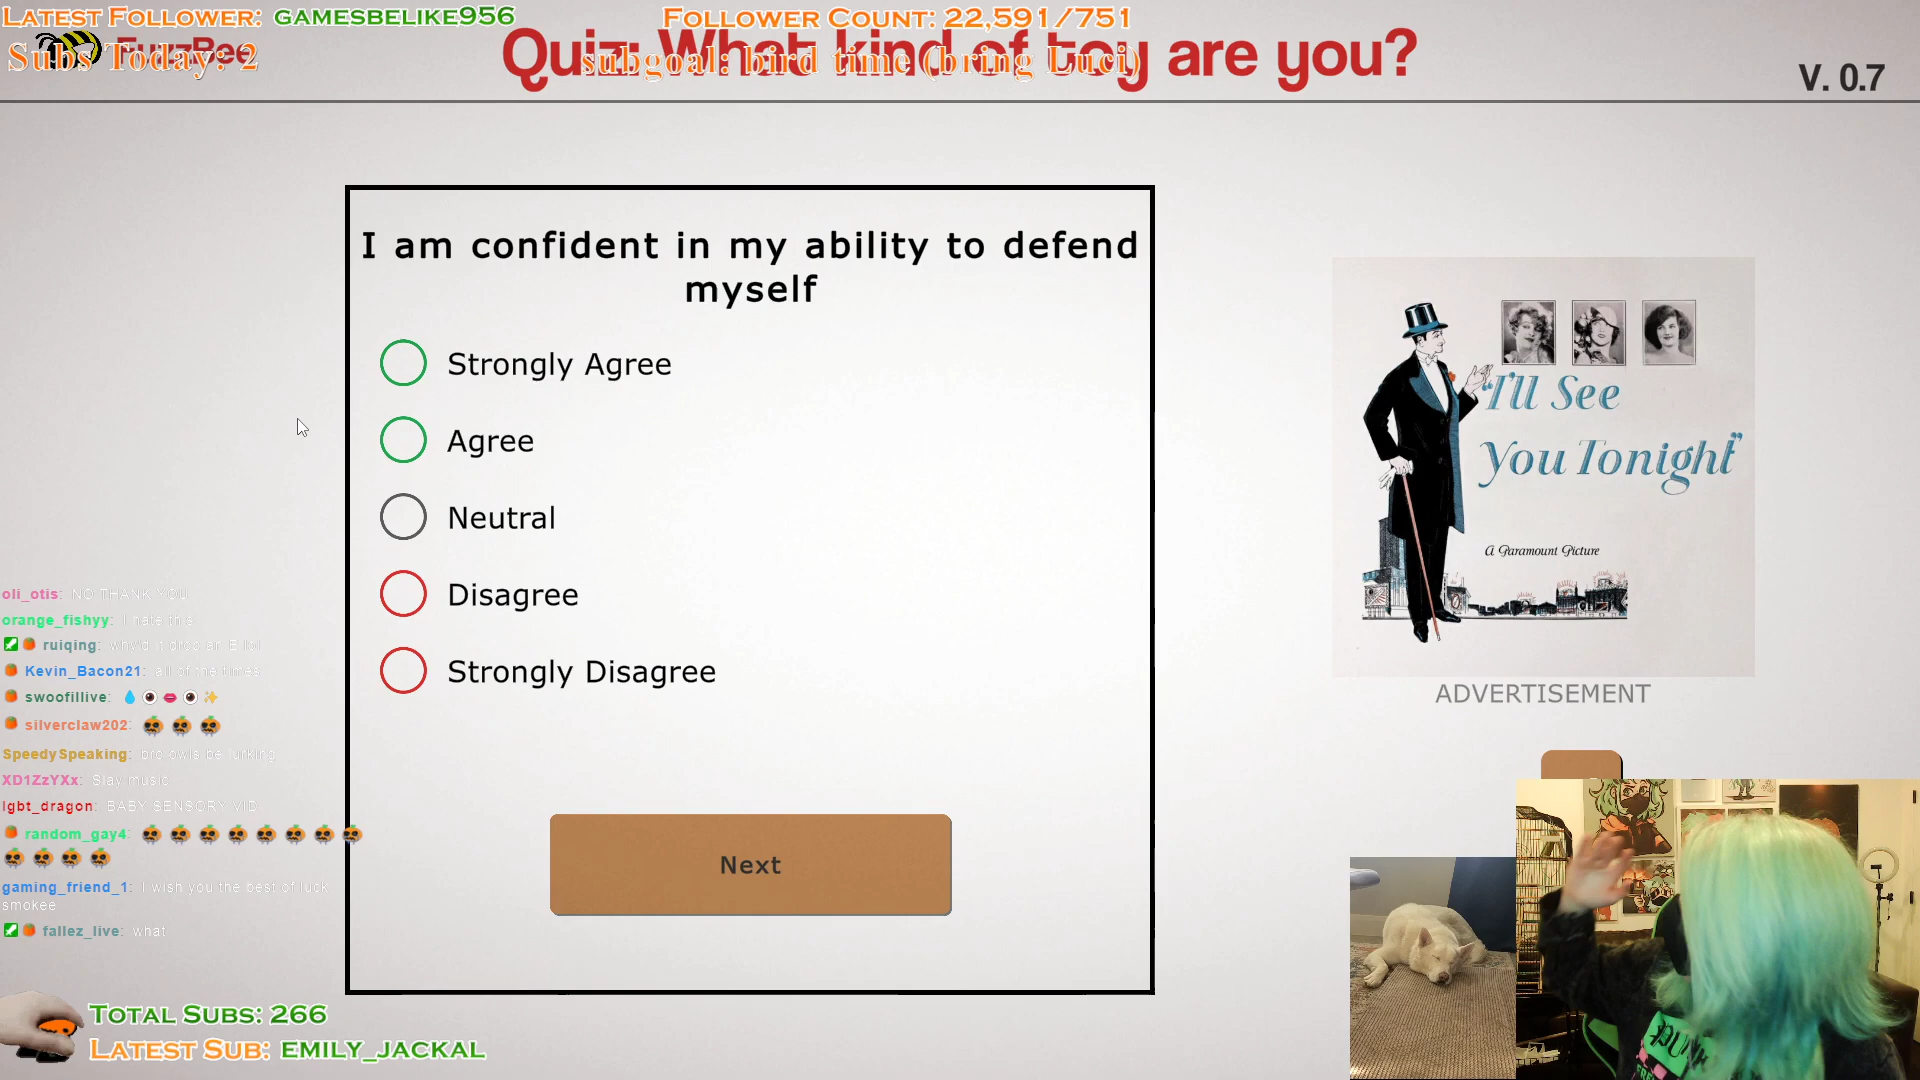 LATEST FOLLOWER: GAMESBELIKE956
FOLLOWER COUNT: 22,591/751
FuzzBee
Subs Today: 2
Quiz: What kind of toy are you?
subgoal: bird time (bring Luci)
V. 0.7
I am confident in my ability to defend
myself
Strongly Agree
Agree
Neutral
Disagree
Strongly Disagree
Next
"I'll See
You Tonight"
A Paramount Picture
ADVERTISEMENT
oli_otis: NO THANK YOU
orange_fishyy: I hate this
ruiqing:
Kevin_Bacon21: all of the times
swoofillive: 💧👁👄👁✨
silverclaw202: 🎃🎃🎃
SpeedySpeaking: bro owls be lurking
XD1ZzYXx: Slay music
lgbt_dragon: BABY SENSORY VID
random_gay4: 🎃🎃🎃🎃🎃🎃🎃🎃
🎃🎃🎃🎃
gaming_friend_1: I wish you the best of luck
smokee
fallez_live: what
TOTAL SUBS: 266
LATEST SUB: EMILY_JACKAL
PUNK